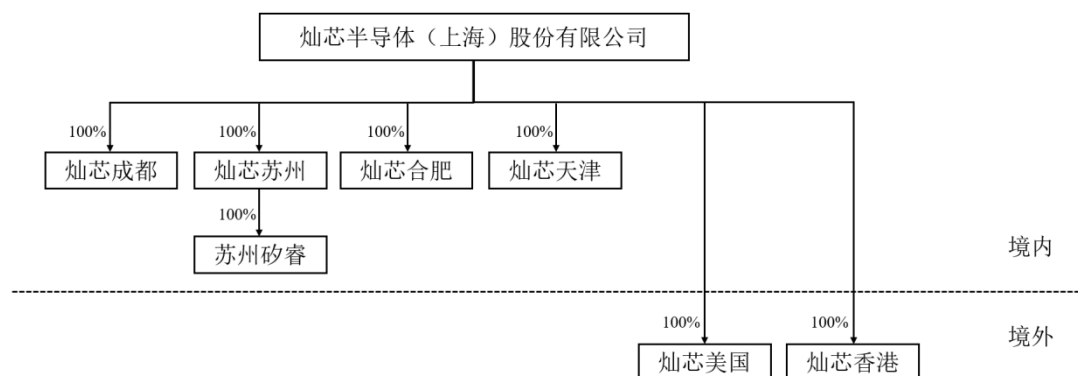 灿芯半导体（上海）股份有限公司
100%
100%
100%
100%
灿芯成都
灿芯苏州
灿芯合肥
灿芯天津
100%
苏州矽睿
境内
100%
100%
境外
灿芯美国
灿芯香港